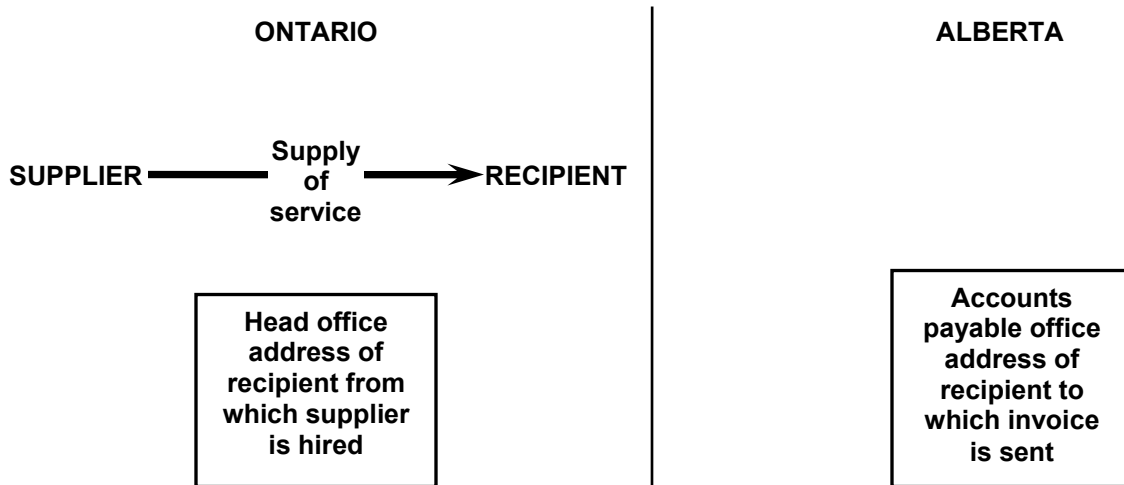 ONTARIO
ALBERTA
SUPPLIER
Supply
of
service
RECIPIENT
Head office
address of
recipient from
which supplier
is hired
Accounts
payable office
address of
recipient to
which invoice
is sent